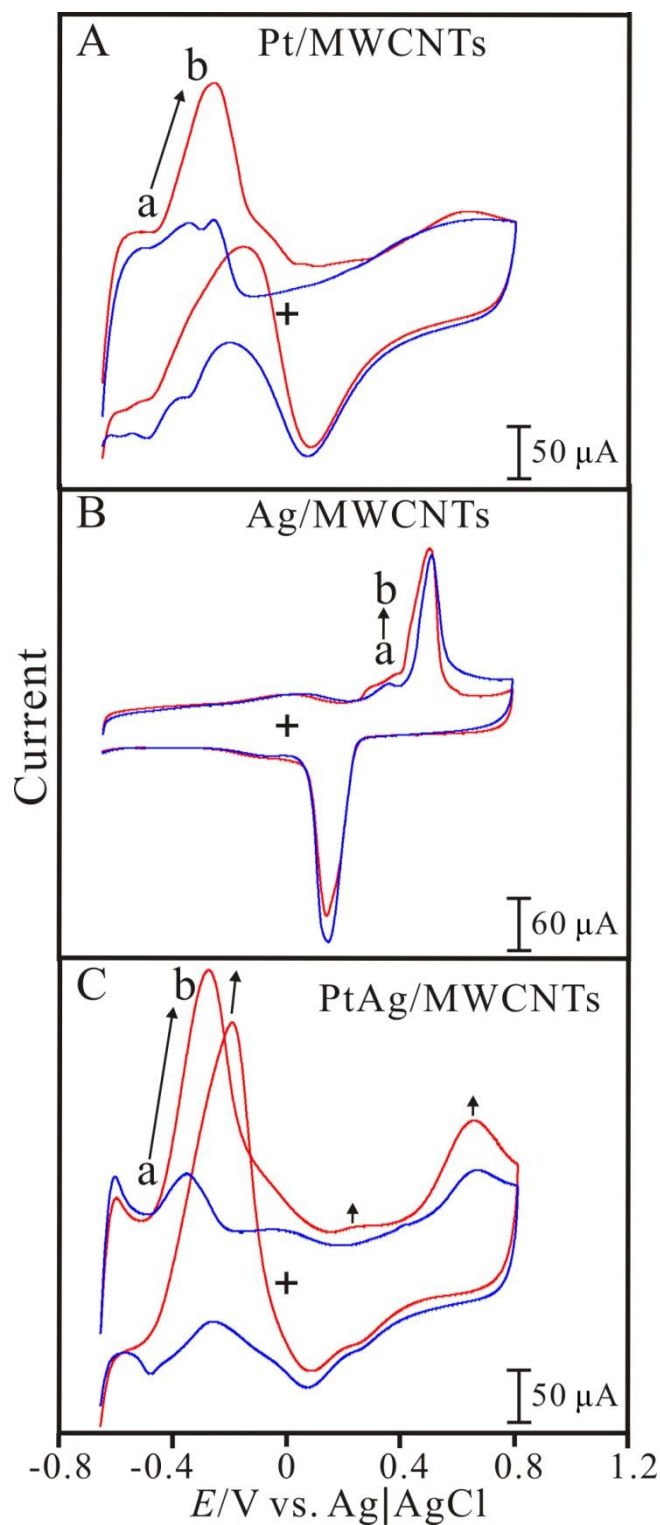 A
Pt/MWCNTs
b
a
+
50 μA
B
Ag/MWCNTs
b
a
+
60 μA
C
b
PtAg/MWCNTs
a
+
50 μA
Current
-0.8 -0.4 0 0.4 0.8 1.2
E/V vs. Ag|AgCl